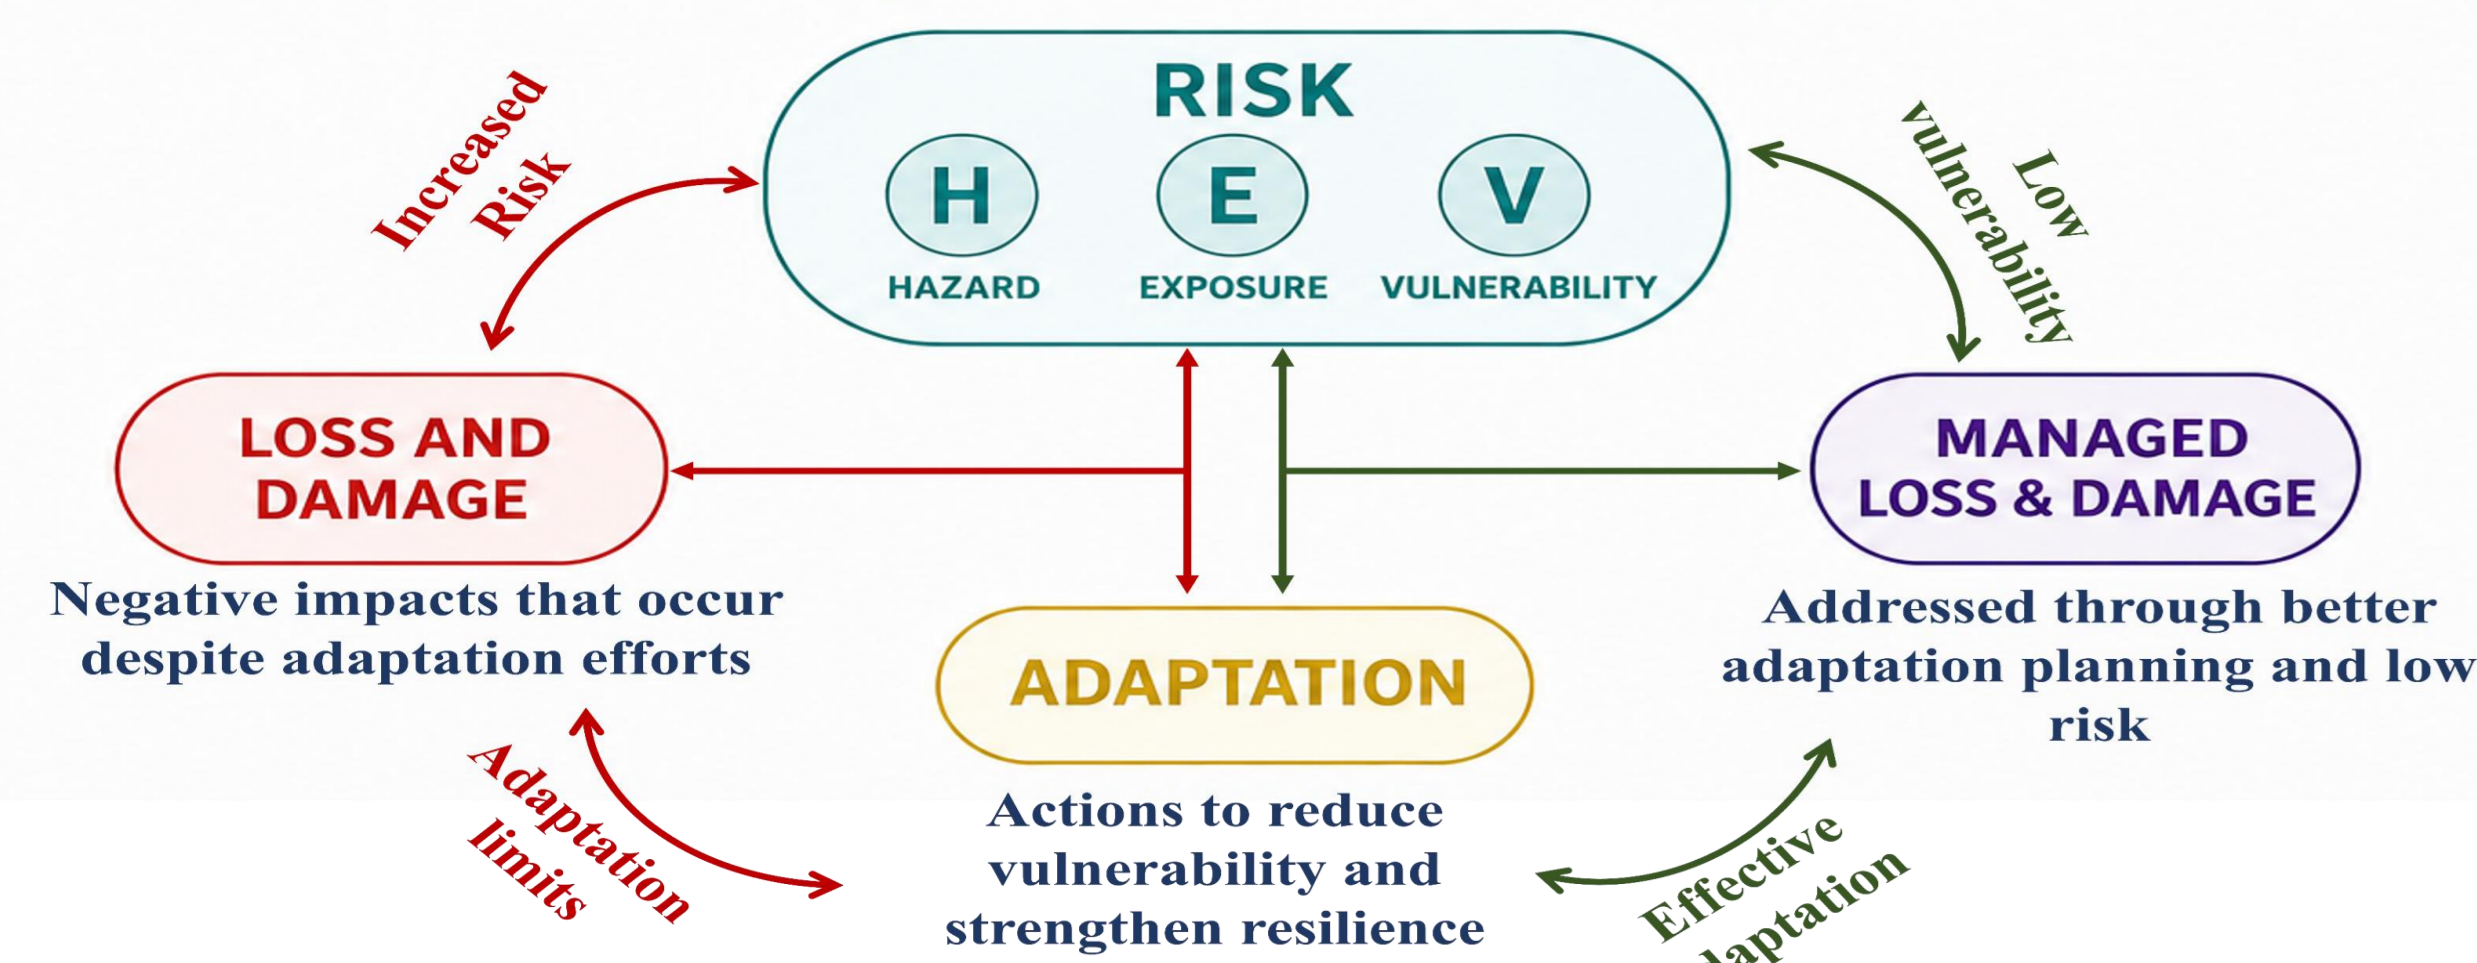 RISK
H
E
V
HAZARD
EXPOSURE
VULNERABILITY
Increased
Risk
Low
vulnerability
LOSS AND
DAMAGE
Negative impacts that occur
despite adaptation efforts
MANAGED
LOSS & DAMAGE
Addressed through better
adaptation planning and low
risk
ADAPTATION
Actions to reduce
vulnerability and
strengthen resilience
Adaptation
limits
Effective
daptation